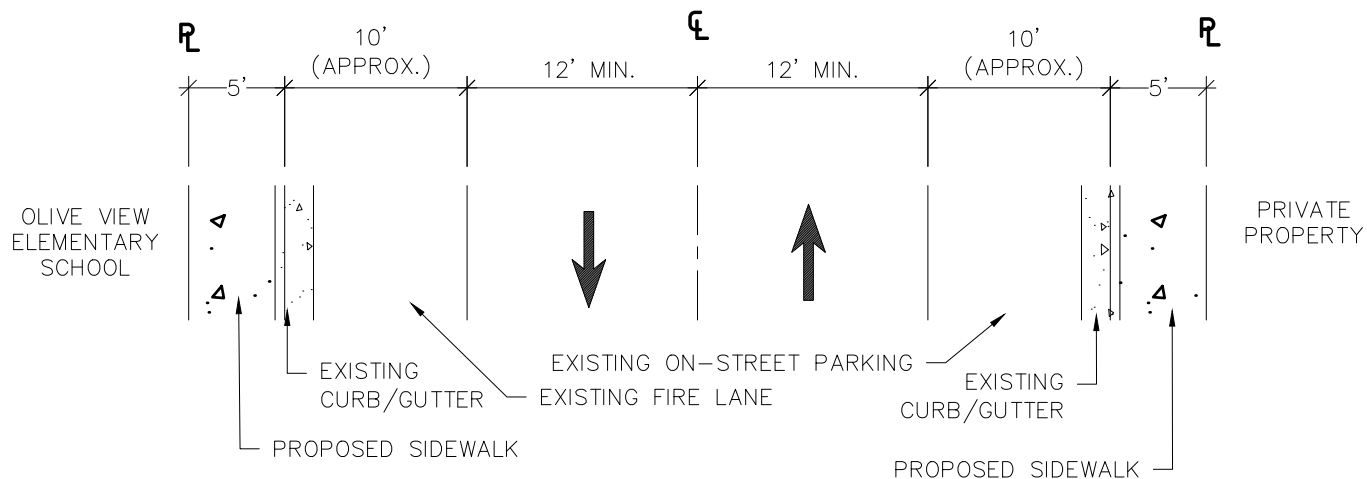 PL
CL
PL
10'
(APPROX.)
10'
(APPROX.)
5'
12' MIN.
12' MIN.
5'
OLIVE VIEW
ELEMENTARY
SCHOOL
PRIVATE
PROPERTY
EXISTING ON-STREET PARKING
EXISTING
CURB/GUTTER
EXISTING FIRE LANE
EXISTING
CURB/GUTTER
PROPOSED SIDEWALK
PROPOSED SIDEWALK